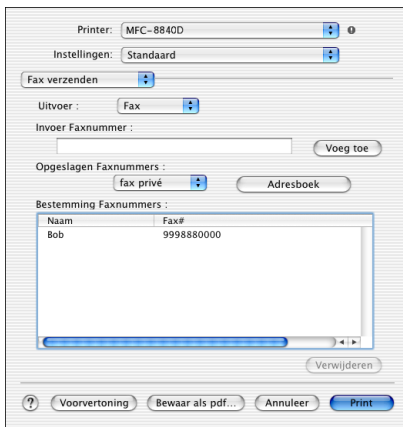 Printer: MFC-8840D
Instellingen: Standaard
Fax verzenden
Uitvoer : Fax
Invoer Faxnummer :
Voeg toe
Opgeslagen Faxnummers :
fax privé Adresboek
Bestemming Faxnummers :
Naam Fax#
Bob 9998880000
Verwijderen
? Voorvertoning Bewaar als pdf... Annuleer Print